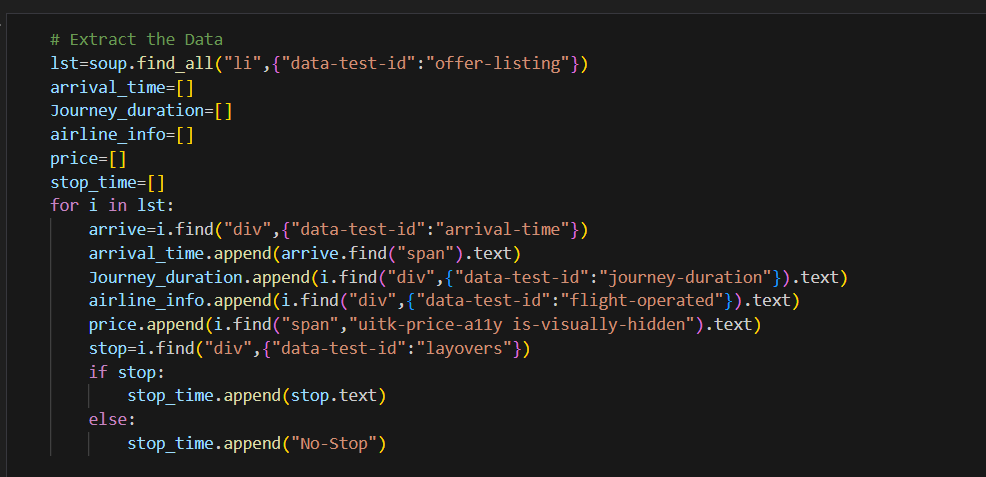 # Extract the Data
lst=soup.find_all("li",{"data-test-id":"offer-listing"})
arrival_time=[]
Journey_duration=[]
airline_info=[]
price=[]
stop_time=[]
for i in lst:
    arrive=i.find("div",{"data-test-id":"arrival-time"})
    arrival_time.append(arrive.find("span").text)
    Journey_duration.append(i.find("div",{"data-test-id":"journey-duration"}).text)
    airline_info.append(i.find("div",{"data-test-id":"flight-operated"}).text)
    price.append(i.find("span","uitk-price-a11y is-visually-hidden").text)
    stop=i.find("div",{"data-test-id":"layovers"})
    if stop:
        stop_time.append(stop.text)
    else:
        stop_time.append("No-Stop")